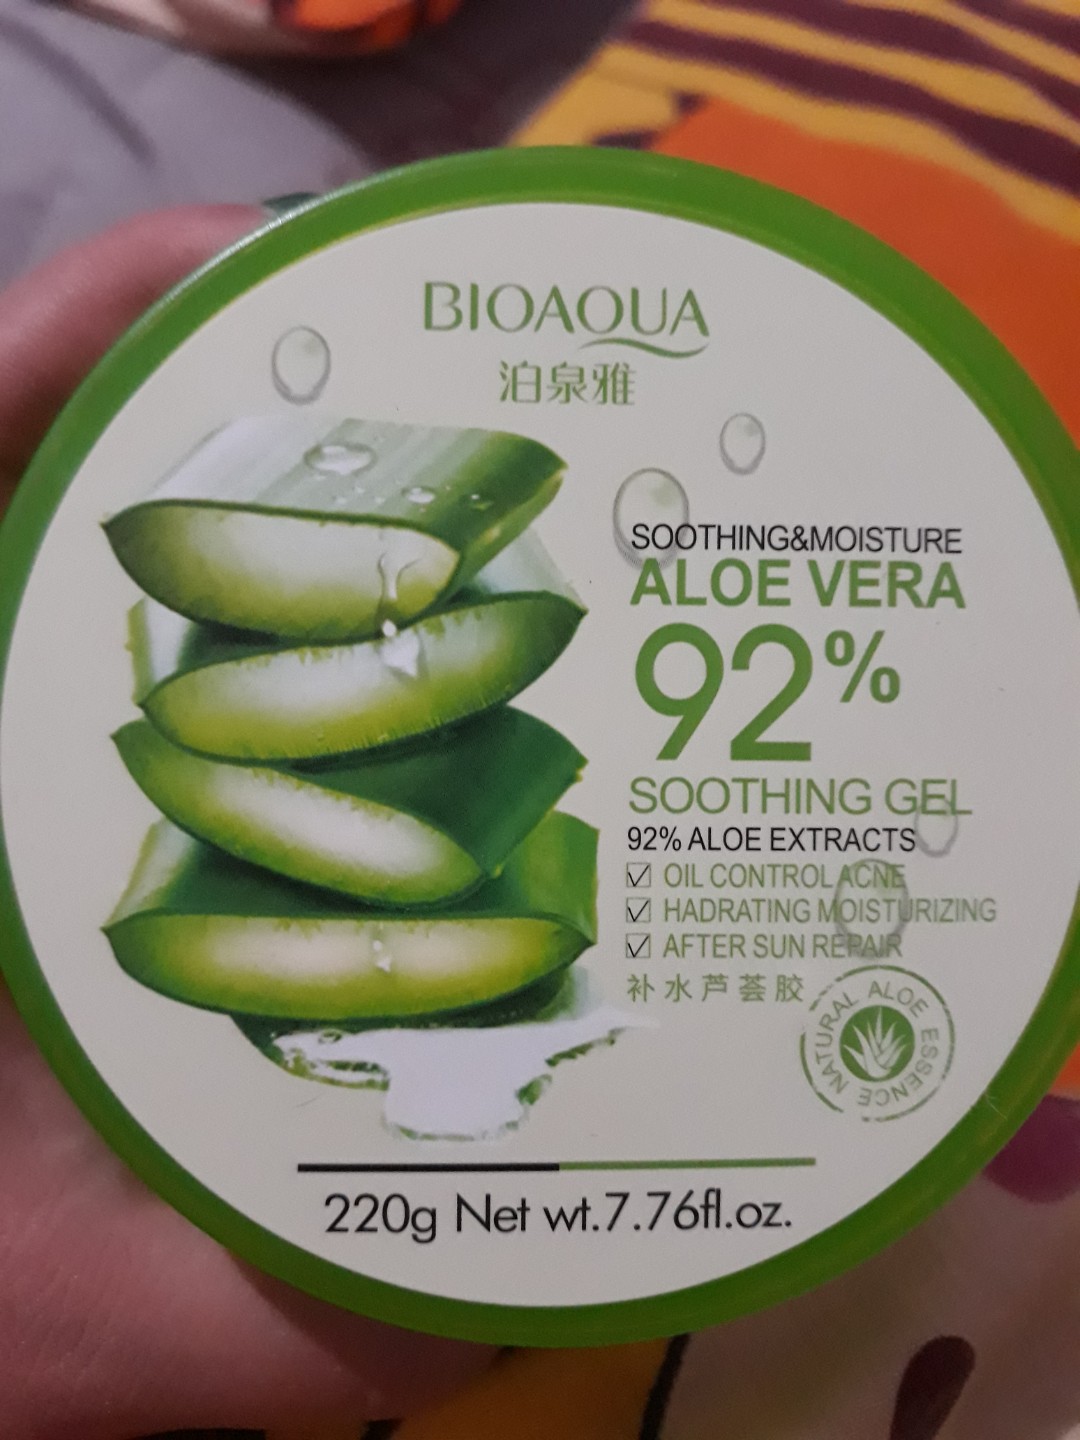 BIOAQUA
泊泉雅
SOOTHING&MOISTURE
ALOE VERA
92%
SOOTHING GEL
92% ALOE EXTRACTS
☑ OIL CONTROL ACNE
☑ HADRATING MOISTURIZING
☑ AFTER SUN REPAIR
补水芦荟胶
NATURAL ALOE ESSENCE
220g Net wt.7.76fl.oz.